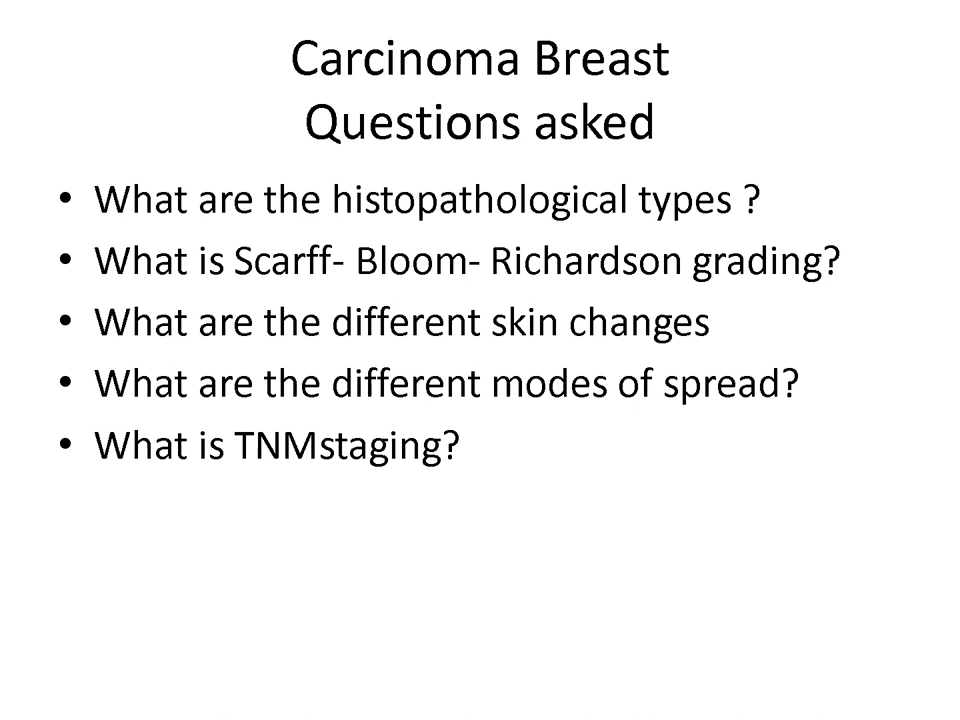 Carcinoma Breast
Questions asked
• What are the histopathological types ?
• What is Scarff- Bloom- Richardson grading?
• What are the different skin changes
• What are the different modes of spread?
• What is TNMstaging?